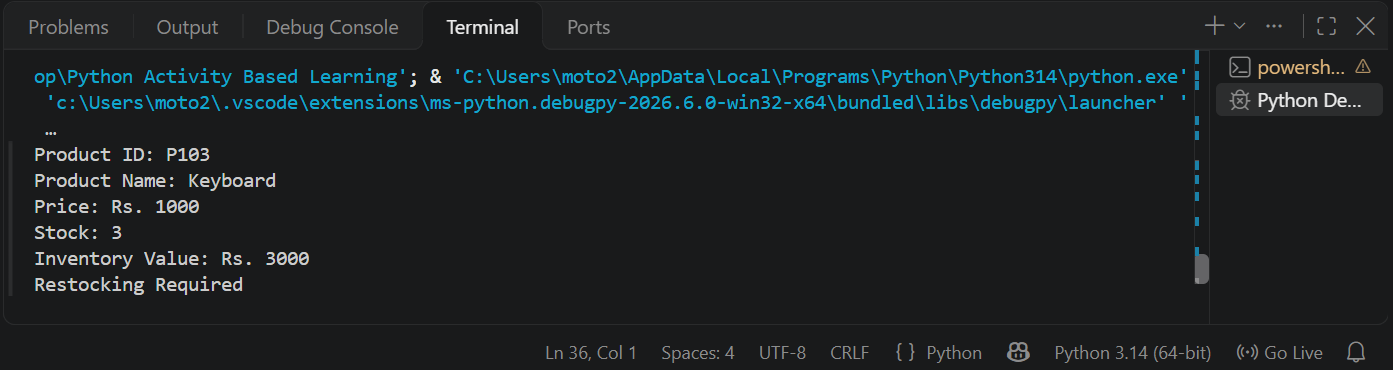 Problems Output Debug Console Terminal Ports
op\Python Activity Based Learning'; & 'C:\Users\moto2\AppData\Local\Programs\Python\Python314\python.exe'
'c:\Users\moto2\.vscode\extensions\ms-python.debugpy-2026.6.0-win32-x64\bundled\libs\debugpy\launcher' '
…
Product ID: P103
Product Name: Keyboard
Price: Rs. 1000
Stock: 3
Inventory Value: Rs. 3000
Restocking Required
powersh...
Python De...
Ln 36, Col 1 Spaces: 4 UTF-8 CRLF {} Python Python 3.14 (64-bit) Go Live